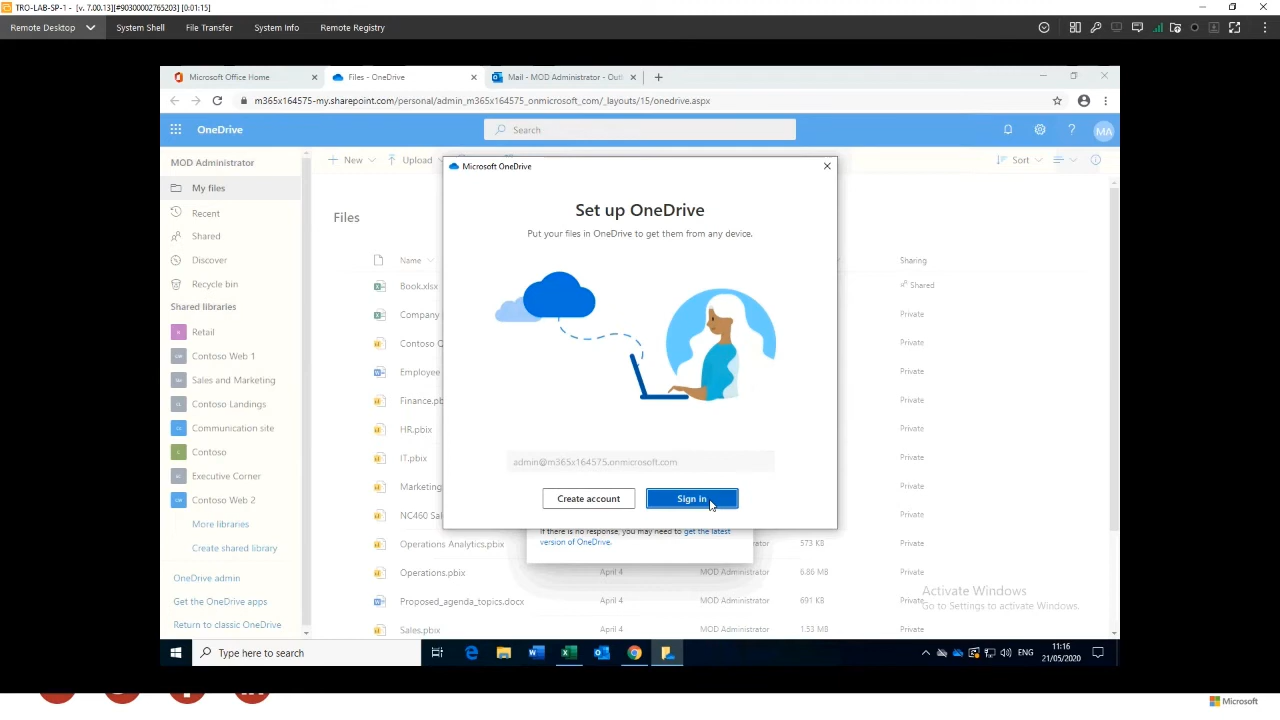 TRO-LAB-SP-1 - [v. 7.00.13][#90300002765203] [0:01:15]
Remote Desktop System Shell File Transfer System Info Remote Registry
Microsoft Office Home Files - OneDrive Mail - MOD Administrator - Outl
m365x164575-my.sharepoint.com/personal/admin_m365x164575_onmicrosoft_com/_layouts/15/onedrive.aspx
OneDrive Search MA
MOD Administrator New Upload Sort
Microsoft OneDrive
My files
Set up OneDrive
Recent
Files
Put your files in OneDrive to get them from any device.
Shared
Discover Name Sharing
Recycle bin Book.xlsx Shared
Shared libraries
Company Private
Retail
Contoso Private
Contoso Web 1
Employee Private
Sales and Marketing
Finance.pb Private
Contoso Landings
Communication site HR.pbix Private
Contoso
IT.pbix Private
admin@m365x164575.onmicrosoft.com
Executive Corner
Marketing Private
Contoso Web 2
Create account Sign in
NC460 Sal Private
More libraries
If there is no response, you may need to get the latest
version of OneDrive.
Create shared library
Operations Analytics.pbix trator 573 KB Private
Operations.pbix April 4 MOD Administrator 6.86 MB Private
OneDrive admin
Activate Windows
Get the OneDrive apps
Proposed_agenda_topics.docx April 4 MOD Administrator 691 KB Private
Go to Settings to activate Windows.
Return to classic OneDrive
Sales.pbix April 4 MOD Administrator 1.53 MB Private
Type here to search ENG 11:16
21/05/2020
Microsoft